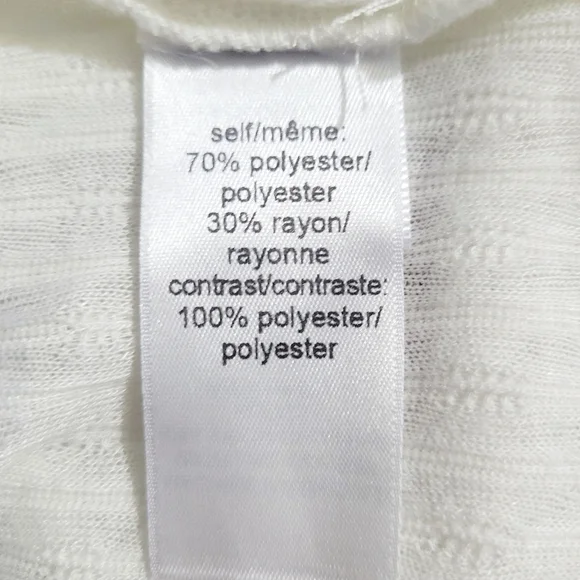 self/même:
70% polyester/
polyester
30% rayon/
rayonne
contrast/contraste:
100% polyester/
polyester